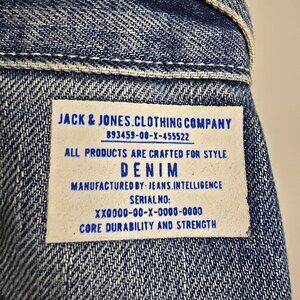 JACK & JONES.CLOTHING COMPANY
893459-00-X-455522
ALL PRODUCTS ARE CRAFTED FOR STYLE
DENIM
MANUFACTURED BY: JEANS.INTELLIGENCE
SERIALNO:
XX0000-00-X-0000-0000
CORE DURABILITY AND STRENGTH